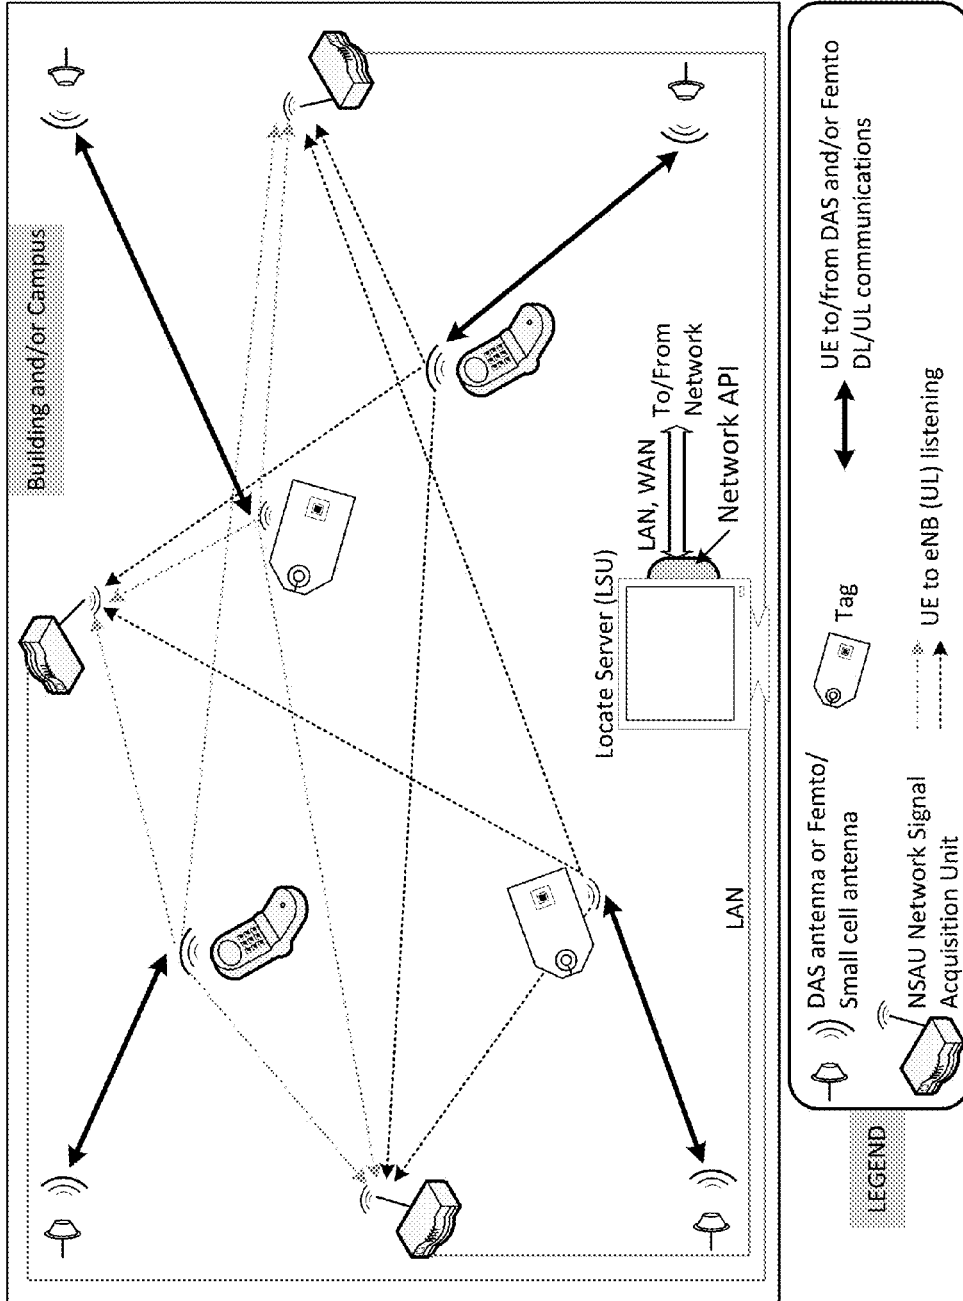 Building and/or Campus
Locate Server (LSU)
LAN, WAN
To/From
Network
Network API
LAN
LEGEND
DAS antenna or Femto/
Small cell antenna
Tag
UE to/from DAS and/or Femto
DL/UL communications
NSAU Network Signal
Acquisition Unit
UE to eNB (UL) listening